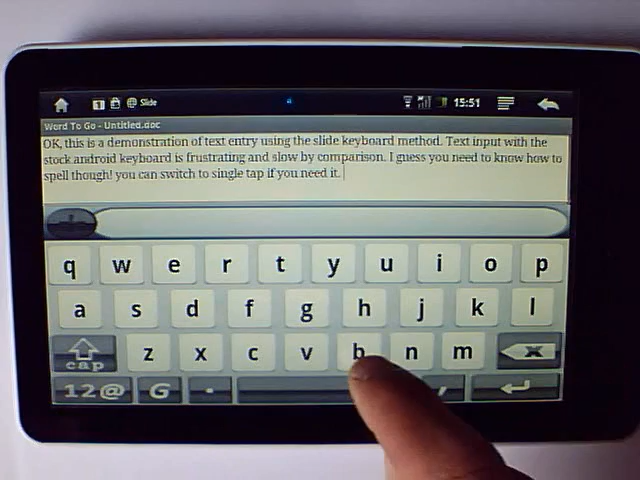 1 @ Slide 15:51
Word To Go - Untitled.doc
OK, this is a demonstration of text entry using the slide keyboard method. Text input with the
stock android keyboard is frustrating and slow by comparison. I guess you need to know how to
spell though! you can switch to single tap if you need it.
q w e r t y u i o p
a s d f g h j k l
cap z x c v b n m x
12@ G . ,